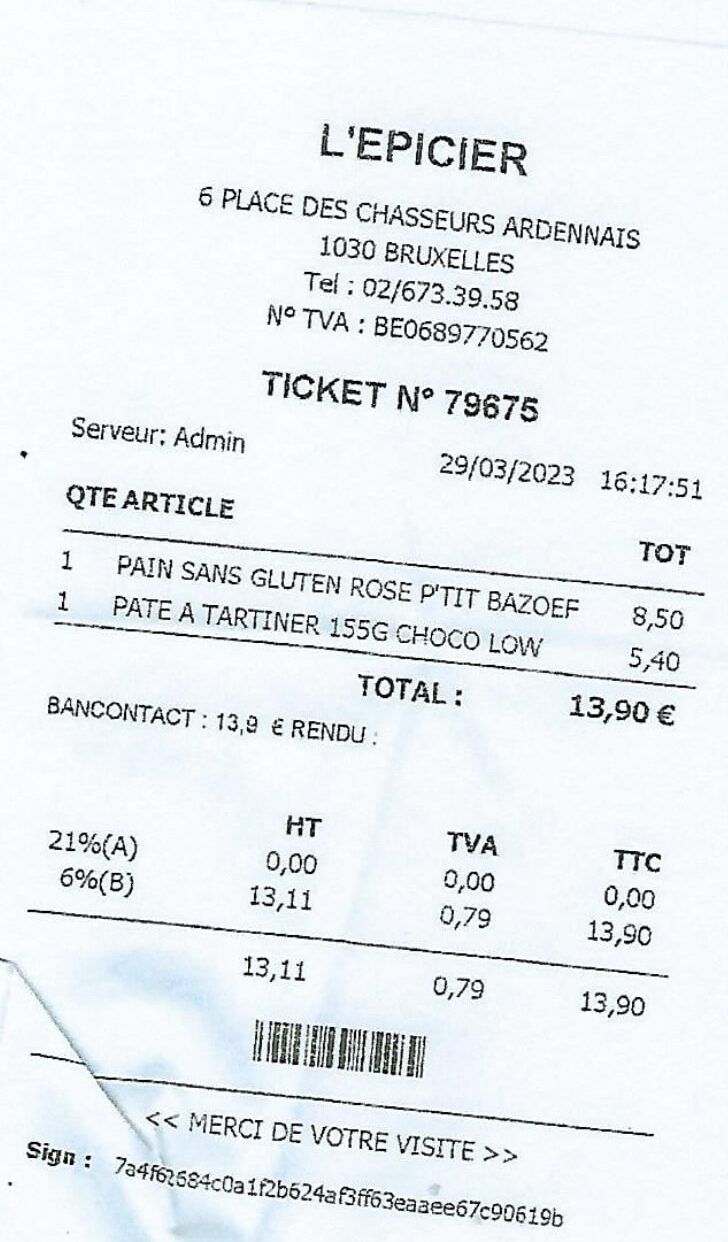 L'EPICIER
6 PLACE DES CHASSEURS ARDENNAIS
1030 BRUXELLES
Tel : 02/673.39.58
N° TVA : BE0689770562
TICKET N° 79675
Serveur: Admin 29/03/2023 16:17:51
QTE ARTICLE TOT
1 PAIN SANS GLUTEN ROSE P'TIT BAZOEF 8,50
1 PATE A TARTINER 155G CHOCO LOW 5,40
TOTAL : 13,90 €
BANCONTACT : 13,9 € RENDU :
HT TVA TTC
21%(A) 0,00 0,00 0,00
6%(B) 13,11 0,79 13,90
13,11 0,79 13,90
<< MERCI DE VOTRE VISITE >>
Sign : 7a4f62684c0a1f2b624af3ff63eaaee67c90619b